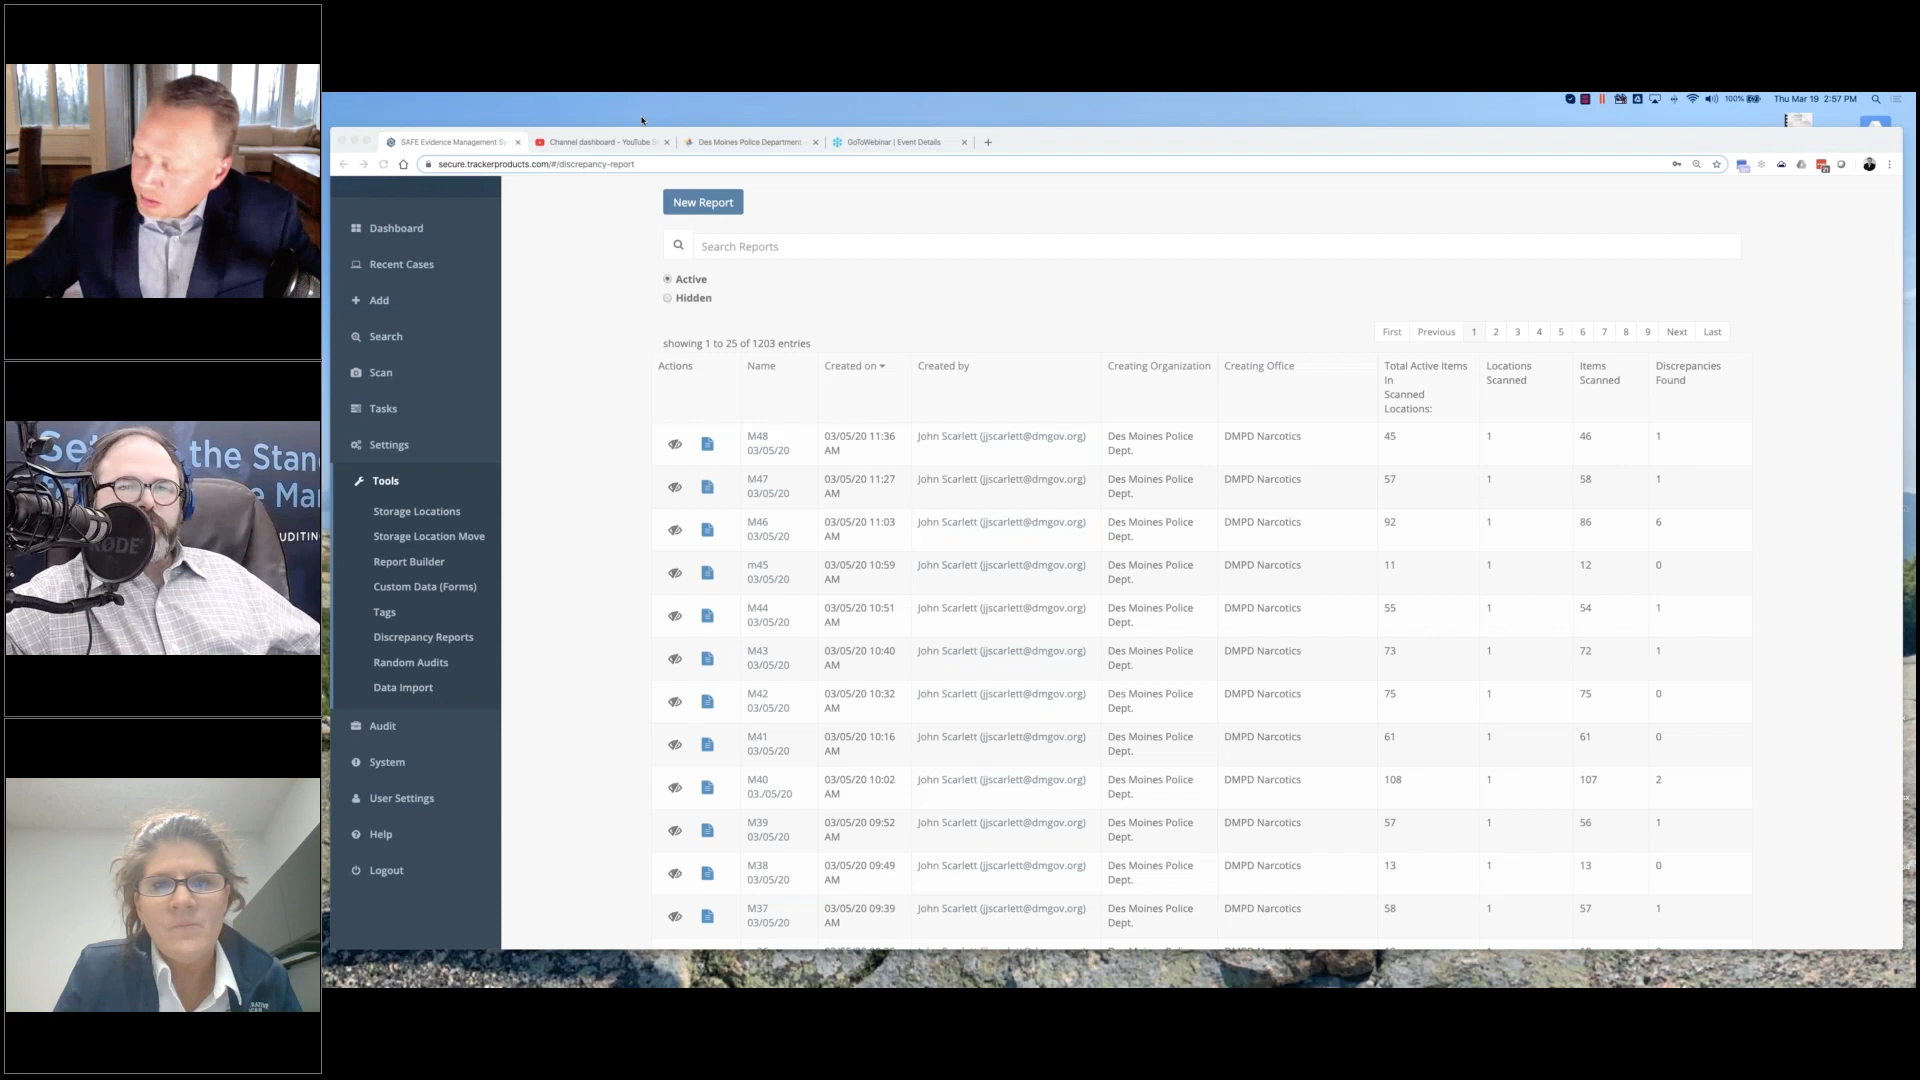 100%
Thu Mar 19 2:57 PM
SAFE Evidence Management Sy
Channel dashboard - YouTube S
Des Moines Police Department
GoToWebinar | Event Details
secure.trackerproducts.com/#/discrepancy-report
Dashboard
Recent Cases
Add
Search
Scan
Tasks
Settings
Tools
Storage Locations
Storage Location Move
Report Builder
Custom Data (Forms)
Tags
Discrepancy Reports
Random Audits
Data Import
Audit
System
User Settings
Help
Logout
New Report
Search Reports
Active
Hidden
First Previous 1 2 3 4 5 6 7 8 9 Next Last
showing 1 to 25 of 1203 entries
Actions Name Created on Created by Creating Organization Creating Office Total Active Items In Scanned Locations: Locations Scanned Items Scanned Discrepancies Found
M48 03/05/20 03/05/20 11:36 AM John Scarlett (jjscarlett@dmgov.org) Des Moines Police Dept. DMPD Narcotics 45 1 46 1
M47 03/05/20 03/05/20 11:27 AM John Scarlett (jjscarlett@dmgov.org) Des Moines Police Dept. DMPD Narcotics 57 1 58 1
M46 03/05/20 03/05/20 11:03 AM John Scarlett (jjscarlett@dmgov.org) Des Moines Police Dept. DMPD Narcotics 92 1 86 6
m45 03/05/20 03/05/20 10:59 AM John Scarlett (jjscarlett@dmgov.org) Des Moines Police Dept. DMPD Narcotics 11 1 12 0
M44 03/05/20 03/05/20 10:51 AM John Scarlett (jjscarlett@dmgov.org) Des Moines Police Dept. DMPD Narcotics 55 1 54 1
M43 03/05/20 03/05/20 10:40 AM John Scarlett (jjscarlett@dmgov.org) Des Moines Police Dept. DMPD Narcotics 73 1 72 1
M42 03/05/20 03/05/20 10:32 AM John Scarlett (jjscarlett@dmgov.org) Des Moines Police Dept. DMPD Narcotics 75 1 75 0
M41 03/05/20 03/05/20 10:16 AM John Scarlett (jjscarlett@dmgov.org) Des Moines Police Dept. DMPD Narcotics 61 1 61 0
M40 03./05/20 03/05/20 10:02 AM John Scarlett (jjscarlett@dmgov.org) Des Moines Police Dept. DMPD Narcotics 108 1 107 2
M39 03/05/20 03/05/20 09:52 AM John Scarlett (jjscarlett@dmgov.org) Des Moines Police Dept. DMPD Narcotics 57 1 56 1
M38 03/05/20 03/05/20 09:49 AM John Scarlett (jjscarlett@dmgov.org) Des Moines Police Dept. DMPD Narcotics 13 1 13 0
M37 03/05/20 03/05/20 09:39 AM John Scarlett (jjscarlett@dmgov.org) Des Moines Police Dept. DMPD Narcotics 58 1 57 1
the Stan
e Ma
UDITIN
RØDE